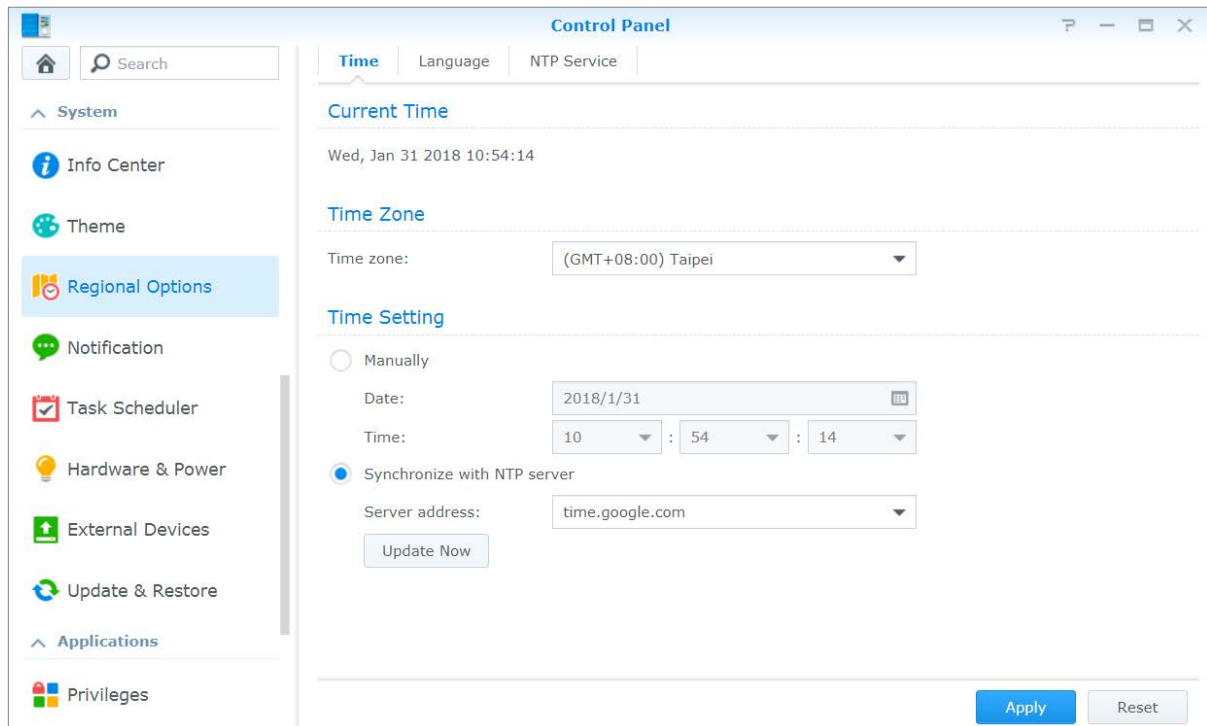 Control Panel
Search
Time Language NTP Service
System
Info Center
Theme
Regional Options
Notification
Task Scheduler
Hardware & Power
External Devices
Update & Restore
Applications
Privileges
Current Time
Wed, Jan 31 2018 10:54:14
Time Zone
Time zone: (GMT+08:00) Taipei
Time Setting
Manually
Date: 2018/1/31
Time: 10 : 54 : 14
Synchronize with NTP server
Server address: time.google.com
Update Now
Apply Reset